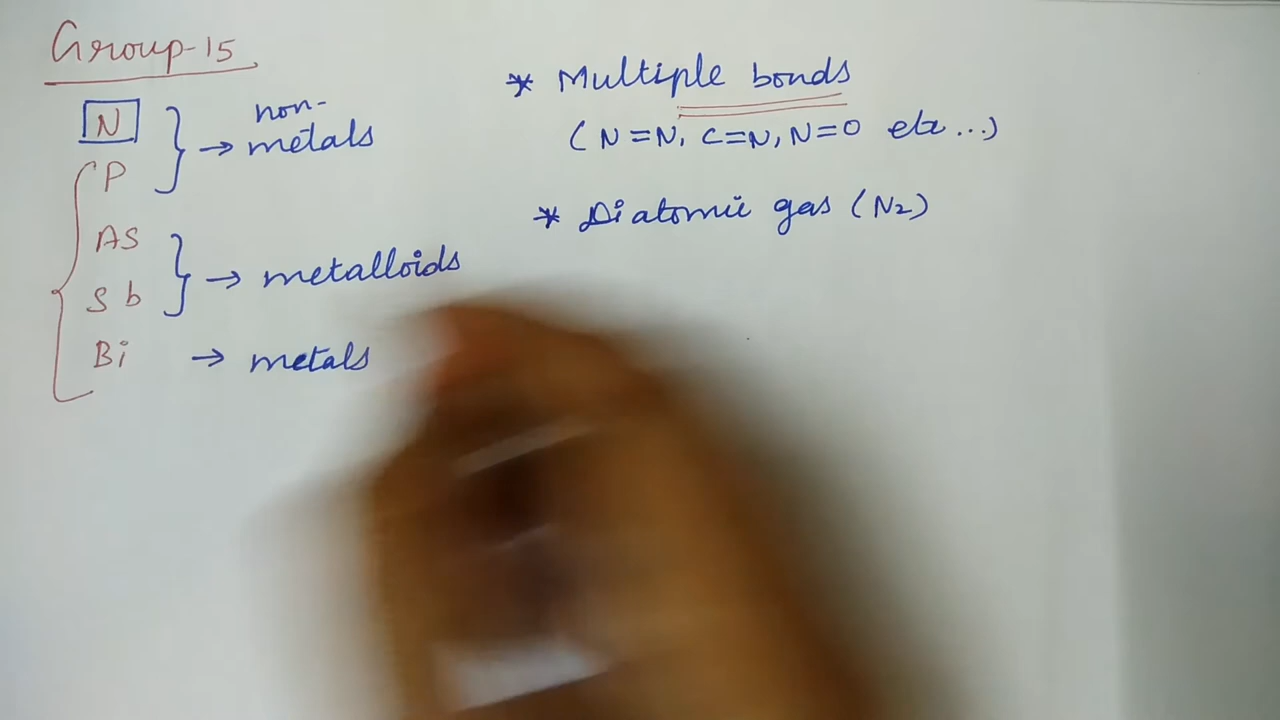 Group-15
N } → non-metals
P
AS } → metalloids
Sb
Bi → metals
* Multiple bonds
(N=N, C=N, N=O etc...)
* Diatomic gas (N2)